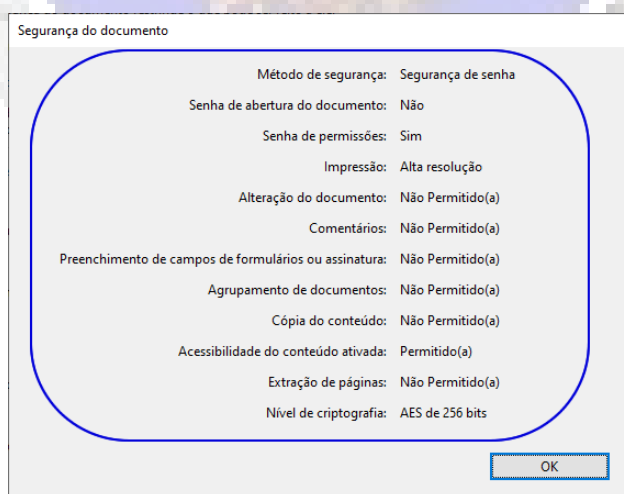 Segurança do documento
Método de segurança: Segurança de senha
Senha de abertura do documento: Não
Senha de permissões: Sim
Impressão: Alta resolução
Alteração do documento: Não Permitido(a)
Comentários: Não Permitido(a)
Preenchimento de campos de formulários ou assinatura: Não Permitido(a)
Agrupamento de documentos: Não Permitido(a)
Cópia do conteúdo: Não Permitido(a)
Acessibilidade do conteúdo ativada: Permitido(a)
Extração de páginas: Não Permitido(a)
Nível de criptografia: AES de 256 bits
OK